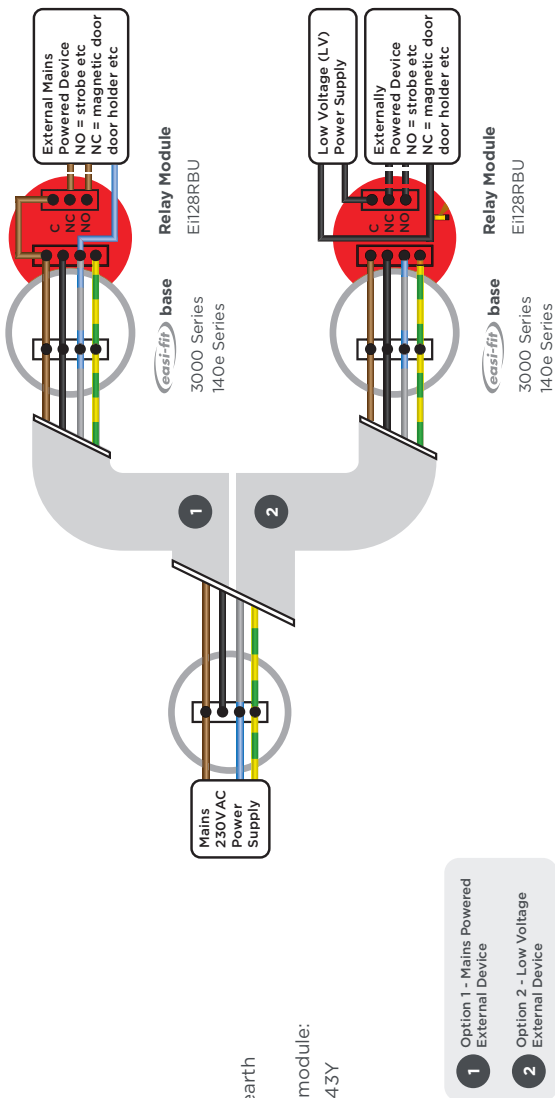 External Mains
Powered Device
NO = strobe etc
NC = magnetic door
door holder etc
C
NC
NO
Relay Module
Ei128RBU
easi-fit base
3000 Series
140e Series
1
2
Mains
230VAC
Power
Supply
Low Voltage (LV)
Power Supply
Externally
Powered Device
NO = strobe etc
NC = magnetic door
door holder etc
C
NC
NO
Relay Module
Ei128RBU
easi-fit base
3000 Series
140e Series
earth
module:
43Y
1 Option 1 - Mains Powered
External Device
2 Option 2 - Low Voltage
External Device